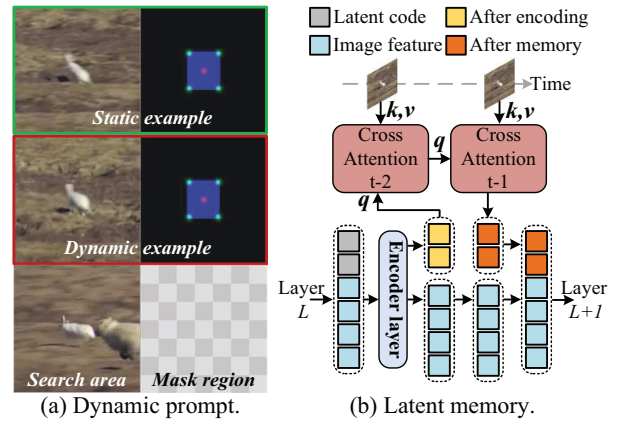 Static example
Dynamic example
Search area
Mask region
(a) Dynamic prompt.
Latent code
After encoding
Image feature
After memory
Time
k,v
k,v
Cross
Attention
t-2
q
Cross
Attention
t-1
q
Encoder layer
Layer
L
Layer
L+1
(b) Latent memory.